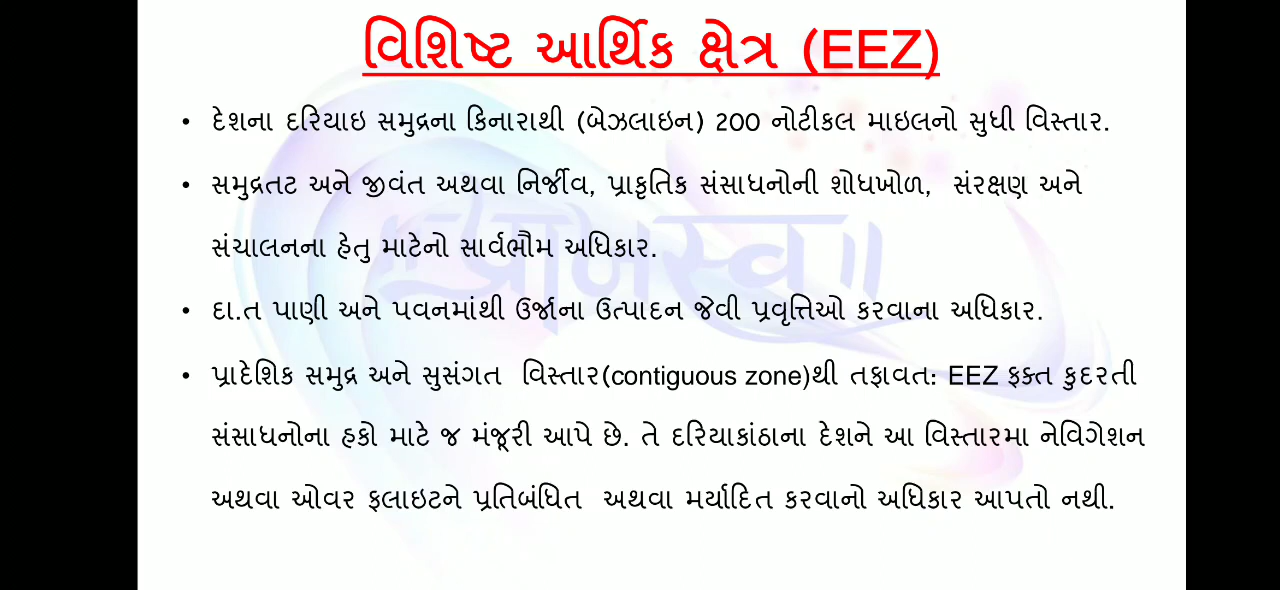 વિશિષ્ટ આર્થિક ક્ષેત્ર (EEZ)
• દેશના દરિયાઇ સમુદ્રના કિનારાથી (બેઝલાઇન) 200 નોટીકલ માઇલનો સુધી વિસ્તાર.
• સમુદ્રતટ અને જીવંત અથવા નિર્જીવ, પ્રાકૃતિક સંસાધનોની શોધખોળ, સંરક્ષણ અને
સંચાલનના હેતુ માટેનો સાર્વભૌમ અધિકાર.
• દા.ત પાણી અને પવનમાંથી ઉર્જાના ઉત્પાદન જેવી પ્રવૃત્તિઓ કરવાના અધિકાર.
• પ્રાદેશિક સમુદ્ર અને સુસંગત વિસ્તાર(contiguous zone)થી તફાવત: EEZ ફક્ત કુદરતી
સંસાધનોના હકો માટે જ મંજૂરી આપે છે. તે દરિયાકાંઠાના દેશને આ વિસ્તારમા નેવિગેશન
અથવા ઓવર ફલાઇટને પ્રતિબંધિત અથવા મર્યાદિત કરવાનો અધિકાર આપતો નથી.